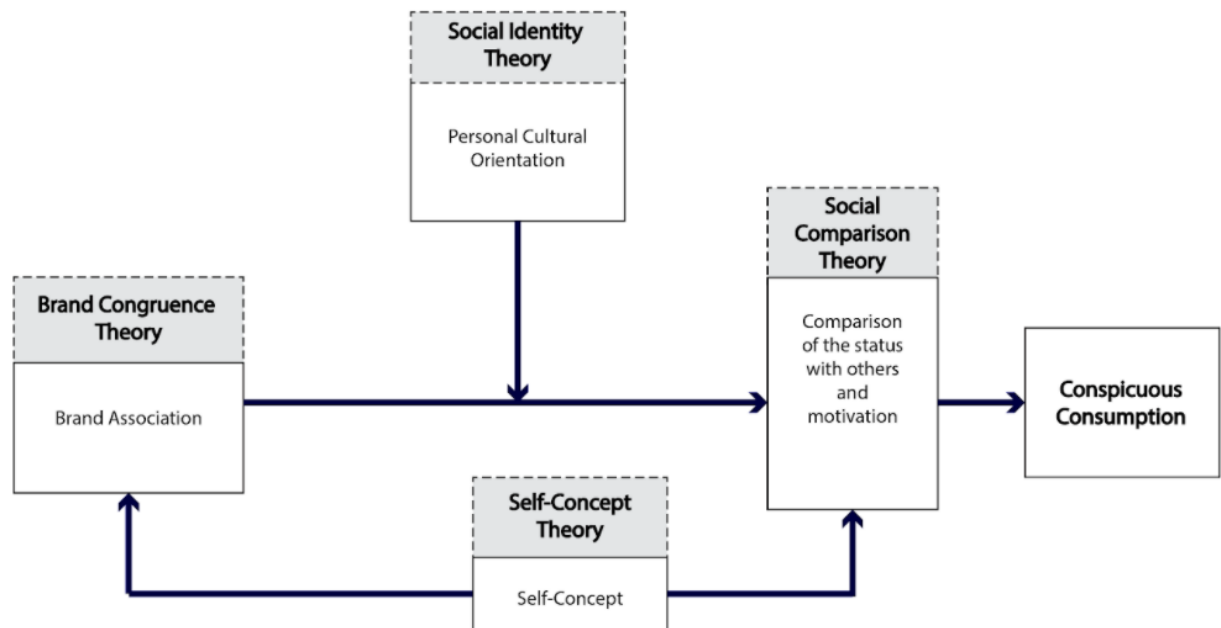 Social Identity
Theory
Personal Cultural
Orientation
Social
Comparison
Theory
Comparison
of the status
with others
and
motivation
Brand Congruence
Theory
Brand Association
Conspicuous
Consumption
Self-Concept
Theory
Self-Concept